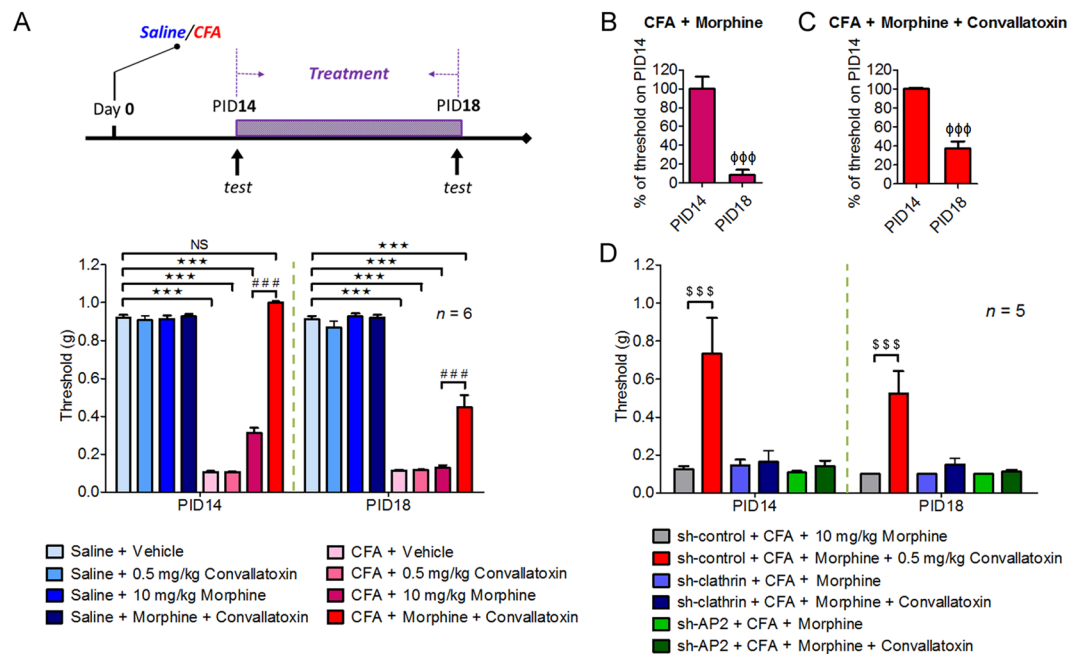 A
Saline/CFA
Treatment
Day 0
PID14
PID18
test
test
B
CFA + Morphine
% of threshold on PID14
120
100
80
60
40
20
0
ϕϕϕ
PID14
PID18
C
CFA + Morphine + Convallatoxin
% of threshold on PID14
120
100
80
60
40
20
0
ϕϕϕ
PID14
PID18
Threshold (g)
1.2
1.0
0.8
0.6
0.4
0.2
0.0
NS
★★★
★★★
★★★
###
★★★
★★★
★★★
★★★
###
n = 6
PID14
PID18
Saline + Vehicle
Saline + 0.5 mg/kg Convallatoxin
Saline + 10 mg/kg Morphine
Saline + Morphine + Convallatoxin
CFA + Vehicle
CFA + 0.5 mg/kg Convallatoxin
CFA + 10 mg/kg Morphine
CFA + Morphine + Convallatoxin
D
Threshold (g)
1.2
1.0
0.8
0.6
0.4
0.2
0.0
$$$
$$$
n = 5
PID14
PID18
sh-control + CFA + 10 mg/kg Morphine
sh-control + CFA + Morphine + 0.5 mg/kg Convallatoxin
sh-clathrin + CFA + Morphine
sh-clathrin + CFA + Morphine + Convallatoxin
sh-AP2 + CFA + Morphine
sh-AP2 + CFA + Morphine + Convallatoxin